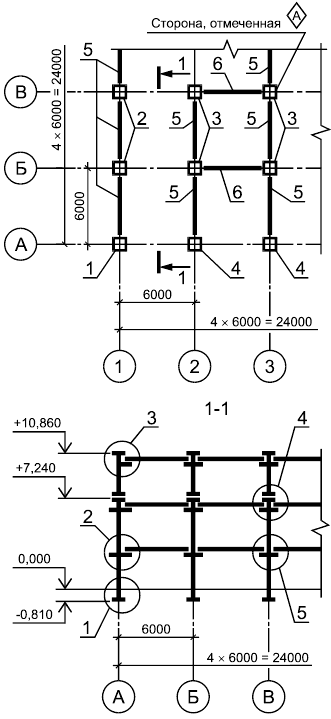 Сторона, отмеченная А
5 1 6 5
В
4 × 6000 = 24000
2 5 3 5 3
Б
6000
5 6 5
А
1 1 4 4
6000
4 × 6000 = 24000
1 2 3
1-1
+10,860 3 4
+7,240
2
0,000
-0,810
1 5
6000
4 × 6000 = 24000
А Б В